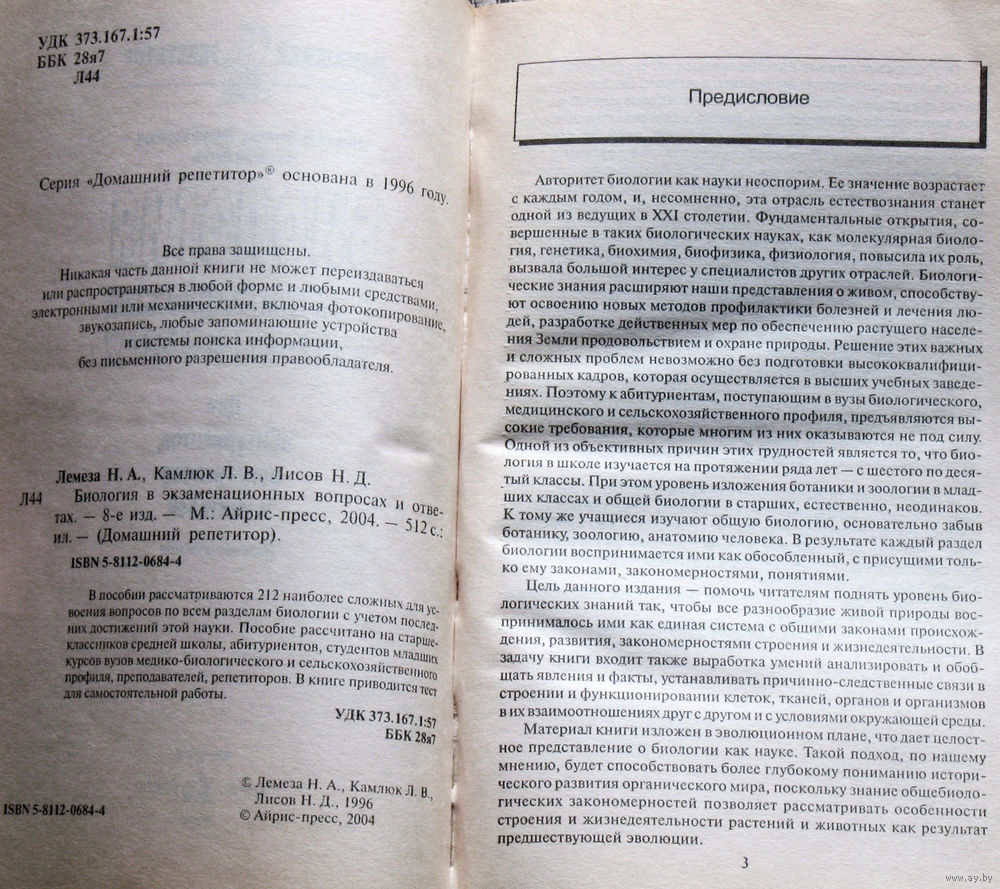 УДК 373.167.1:57
ББК 28я7
Л44
Серия «Домашний репетитор»® основана в 1996 году.
Все права защищены.
Никакая часть данной книги не может переиздаваться
или распространяться в любой форме и любыми средствами,
электронными или механическими, включая фотокопирование,
звукозапись, любые запоминающие устройства
и системы поиска информации,
без письменного разрешения правообладателя.
Лемеза Н. А., Камлюк Л. В., Лисов Н. Д.
Л44 Биология в экзаменационных вопросах и отве-
тах. — 8-е изд. — М.: Айрис-пресс, 2004. — 512 с.:
ил. — (Домашний репетитор).
ISBN 5-8112-0684-4
В пособии рассматриваются 212 наиболее сложных для ус-
воения вопросов по всем разделам биологии с учетом послед-
них достижений этой науки. Пособие рассчитано на старше-
классников средней школы, абитуриентов, студентов младших
курсов вузов медико-биологического и сельскохозяйственного
профиля, преподавателей, репетиторов. В книге приводится тест
для самостоятельной работы.
УДК 373.167.1:57
ББК 28я7
© Лемеза Н. А., Камлюк Л. В.,
Лисов Н. Д., 1996
© Айрис-пресс, 2004
ISBN 5-8112-0684-4
Предисловие
Авторитет биологии как науки неоспорим. Ее значение возрастает
с каждым годом, и, несомненно, эта отрасль естествознания станет
одной из ведущих в XXI столетии. Фундаментальные открытия, со-
вершенные в таких биологических науках, как молекулярная биоло-
гия, генетика, биохимия, биофизика, физиология, повысила их роль,
вызвала большой интерес у специалистов других отраслей. Биологи-
ческие знания расширяют наши представления о живом, способству-
ют освоению новых методов профилактики болезней и лечения лю-
дей, разработке действенных мер по обеспечению растущего населе-
ния Земли продовольствием и охране природы. Решение этих важных
и сложных проблем невозможно без подготовки высококвалифици-
рованных кадров, которая осуществляется в высших учебных заведе-
ниях. Поэтому к абитуриентам, поступающим в вузы биологического,
медицинского и сельскохозяйственного профиля, предъявляются вы-
сокие требования, которые многим из них оказываются не под силу.
Одной из объективных причин этих трудностей является то, что био-
логия в школе изучается на протяжении ряда лет — с шестого по деся-
тый классы. При этом уровень изложения ботаники и зоологии в млад-
ших классах и общей биологии в старших, естественно, неодинаков.
К тому же учащиеся изучают общую биологию, основательно забыв
ботанику, зоологию, анатомию человека. В результате каждый раздел
биологии воспринимается ими как обособленный, с присущими толь-
ко ему законами, закономерностями, понятиями.
Цель данного издания — помочь читателям поднять уровень био-
логических знаний так, чтобы все разнообразие живой природы вос-
принималось ими как единая система с общими законами происхож-
дения, развития, закономерностями строения и жизнедеятельности. В
задачу книги входит также выработка умений анализировать и обоб-
щать явления и факты, устанавливать причинно-следственные связи в
строении и функционировании клеток, тканей, органов и организмов
в их взаимоотношениях друг с другом и с условиями окружающей среды.
Материал книги изложен в эволюционном плане, что дает целост-
ное представление о биологии как науке. Такой подход, по нашему
мнению, будет способствовать более глубокому пониманию истори-
ческого развития органического мира, поскольку знание общебиоло-
гических закономерностей позволяет рассматривать особенности
строения и жизнедеятельности растений и животных как результат
предшествующей эволюции.
3
www.ay.by